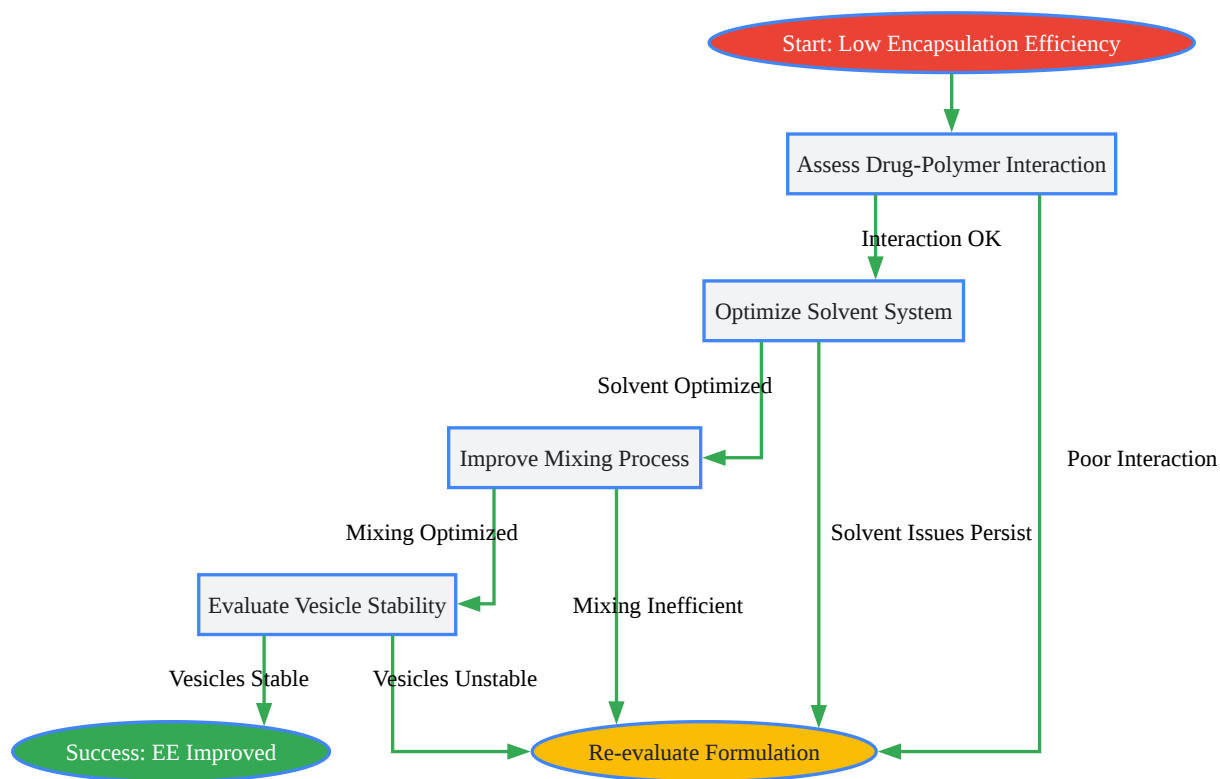 Start: Low Encapsulation Efficiency
Assess Drug-Polymer Interaction
Interaction OK
Optimize Solvent System
Solvent Optimized
Improve Mixing Process
Poor Interaction
Mixing Optimized
Solvent Issues Persist
Evaluate Vesicle Stability
Mixing Inefficient
Vesicles Stable
Vesicles Unstable
Success: EE Improved
Re-evaluate Formulation